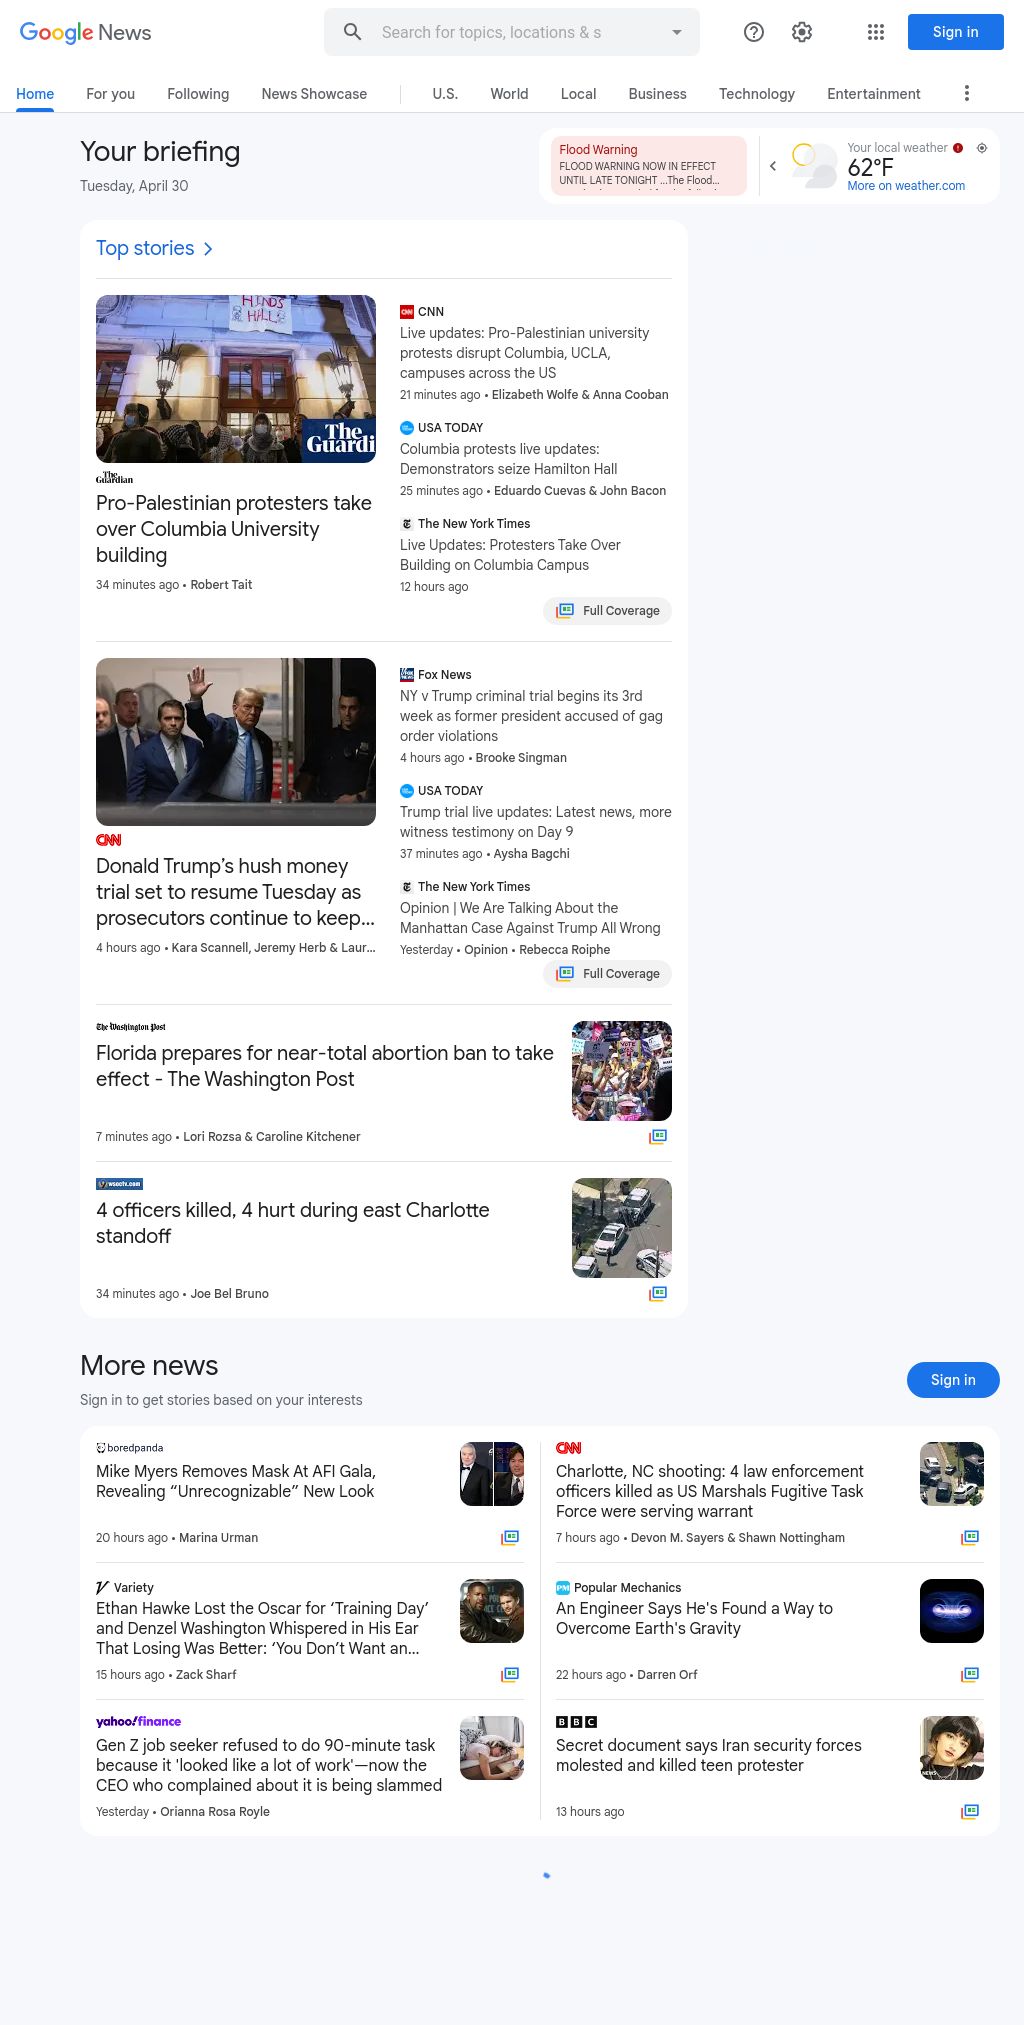 Google News
Search for topics, locations & s
Sign in
Home
For you
Following
News Showcase
U.S.
World
Local
Business
Technology
Entertainment
Your briefing
Tuesday, April 30
Flood Warning
FLOOD WARNING NOW IN EFFECT
UNTIL LATE TONIGHT ...The Flood...
Your local weather
62°F
More on weather.com
Top stories
HINDS
HALL
The
Guardi
The
Guardian
Pro-Palestinian protesters take
over Columbia University
building
34 minutes ago • Robert Tait
CNN
Live updates: Pro-Palestinian university
protests disrupt Columbia, UCLA,
campuses across the US
21 minutes ago • Elizabeth Wolfe & Anna Cooban
USA TODAY
Columbia protests live updates:
Demonstrators seize Hamilton Hall
25 minutes ago • Eduardo Cuevas & John Bacon
The New York Times
Live Updates: Protesters Take Over
Building on Columbia Campus
12 hours ago
Full Coverage
CNN
Donald Trump’s hush money
trial set to resume Tuesday as
prosecutors continue to keep...
4 hours ago • Kara Scannell, Jeremy Herb & Laur...
Fox News
NY v Trump criminal trial begins its 3rd
week as former president accused of gag
order violations
4 hours ago • Brooke Singman
USA TODAY
Trump trial live updates: Latest news, more
witness testimony on Day 9
37 minutes ago • Aysha Bagchi
The New York Times
Opinion | We Are Talking About the
Manhattan Case Against Trump All Wrong
Yesterday • Opinion • Rebecca Roiphe
Full Coverage
The Washington Post
Florida prepares for near-total abortion ban to take
effect - The Washington Post
7 minutes ago • Lori Rozsa & Caroline Kitchener
wsoctv.com
4 officers killed, 4 hurt during east Charlotte
standoff
34 minutes ago • Joe Bel Bruno
More news
Sign in to get stories based on your interests
Sign in
boredpanda
Mike Myers Removes Mask At AFI Gala,
Revealing “Unrecognizable” New Look
20 hours ago • Marina Urman
CNN
Charlotte, NC shooting: 4 law enforcement
officers killed as US Marshals Fugitive Task
Force were serving warrant
7 hours ago • Devon M. Sayers & Shawn Nottingham
Variety
Ethan Hawke Lost the Oscar for ‘Training Day’
and Denzel Washington Whispered in His Ear
That Losing Was Better: ‘You Don’t Want an...
15 hours ago • Zack Sharf
PM Popular Mechanics
An Engineer Says He's Found a Way to
Overcome Earth's Gravity
22 hours ago • Darren Orf
yahoo!finance
Gen Z job seeker refused to do 90-minute task
because it 'looked like a lot of work'—now the
CEO who complained about it is being slammed
Yesterday • Orianna Rosa Royle
BBC
Secret document says Iran security forces
molested and killed teen protester
13 hours ago